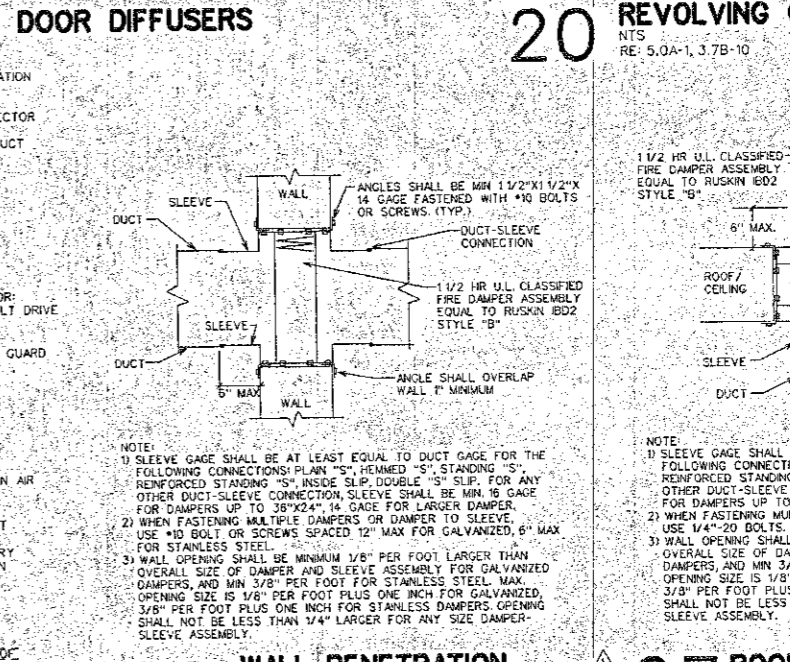 DOOR DIFFUSERS
20
REVOLVING
NTS
RE: 5.0A-1, 3.7B-10
ATION
CTOR
UCT
OR:
LT DRIVE
GUARD
N AIR
T
RY
N
OF
WALL
ANGLES SHALL BE MIN 1 1/2"X1 1/2"X
14 GAGE FASTENED WITH #10 BOLTS
OR SCREWS. (TYP.)
SLEEVE
DUCT
DUCT-SLEEVE
CONNECTION
1 1/2 HR U.L. CLASSIFIED
FIRE DAMPER ASSEMBLY
EQUAL TO RUSKIN IBD2
STYLE "B"
SLEEVE
DUCT
6" MAX
WALL
ANGLE SHALL OVERLAP
WALL 1" MINIMUM
NOTE:
1) SLEEVE GAGE SHALL BE AT LEAST EQUAL TO DUCT GAGE FOR THE
FOLLOWING CONNECTIONS: PLAIN "S", HEMMED "S", STANDING "S",
REINFORCED STANDING "S", INSIDE SLIP, DOUBLE "S" SLIP. FOR ANY
OTHER DUCT-SLEEVE CONNECTION, SLEEVE SHALL BE MIN. 16 GAGE
FOR DAMPERS UP TO 36"X24", 14 GAGE FOR LARGER DAMPER.
2) WHEN FASTENING MULTIPLE DAMPERS OR DAMPER TO SLEEVE,
USE #10 BOLT OR SCREWS SPACED 12" MAX FOR GALVANIZED, 6" MAX
FOR STAINLESS STEEL.
3) WALL OPENING SHALL BE MINIMUM 1/8" PER FOOT LARGER THAN
OVERALL SIZE OF DAMPER AND SLEEVE ASSEMBLY FOR GALVANIZED
DAMPERS, AND MIN 3/8" PER FOOT FOR STAINLESS STEEL. MAX.
OPENING SIZE IS 1/8" PER FOOT PLUS ONE INCH FOR GALVANIZED,
3/8" PER FOOT PLUS ONE INCH FOR STAINLESS DAMPERS. OPENING
SHALL NOT BE LESS THAN 1/4" LARGER FOR ANY SIZE DAMPER-
SLEEVE ASSEMBLY.
WALL PENETRATION
1 1/2 HR U.L. CLASSIFIED
FIRE DAMPER ASSEMBLY
EQUAL TO RUSKIN IBD2
STYLE "B"
6" MAX.
ROOF/
CEILING
SLEEVE
DUCT
NOTE:
1) SLEEVE GAGE SHALL
FOLLOWING CONNECTI
REINFORCED STANDING
OTHER DUCT-SLEEVE
FOR DAMPERS UP TO
2) WHEN FASTENING MUL
USE 1/4"-20 BOLTS.
3) WALL OPENING SHALL
OVERALL SIZE OF DA
DAMPERS, AND MIN 3/
OPENING SIZE IS 1/8"
3/8" PER FOOT PLUS
SHALL NOT BE LESS
SLEEVE ASSEMBLY.